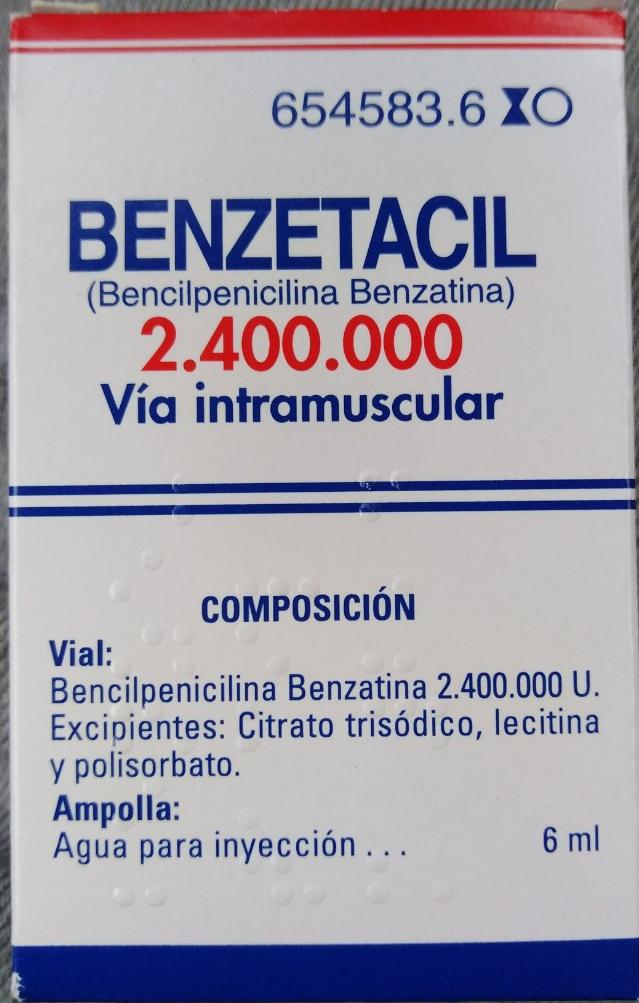 654583.6
BENZETACIL
(Bencilpenicilina Benzatina)
2.400.000
Vía intramuscular
COMPOSICIÓN
Vial:
Bencilpenicilina Benzatina 2.400.000 U.
Excipientes: Citrato trisódico, lecitina
y polisorbato.
Ampolla:
Agua para inyección . . . 6 ml